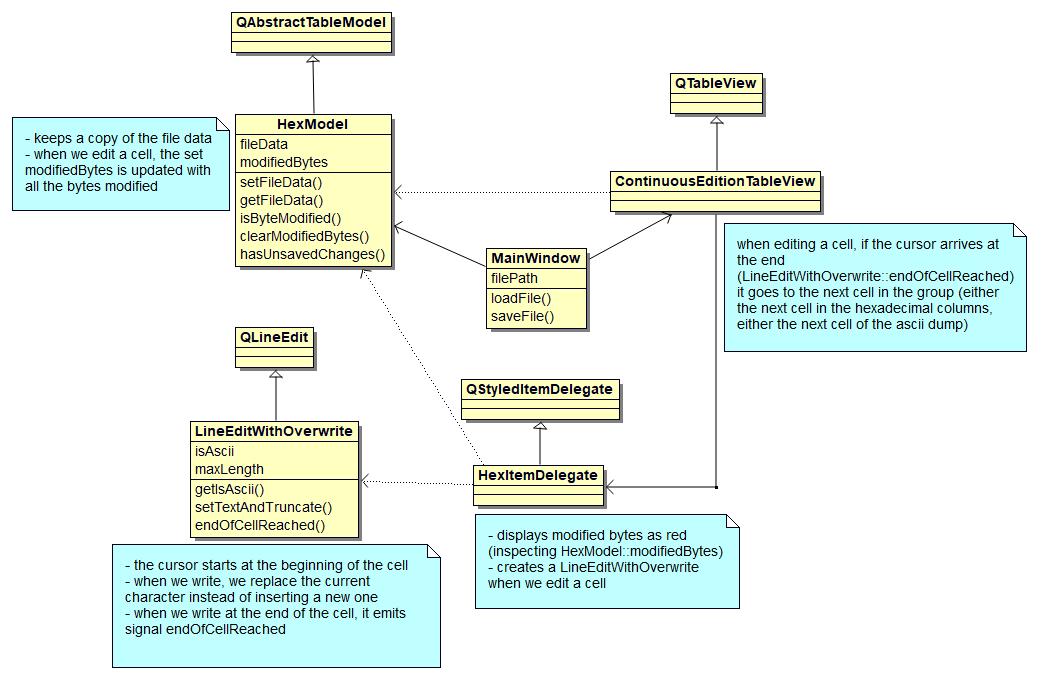 QAbstractTableModel
QTableView
HexModel
fileData
modifiedBytes
setFileData()
getFileData()
isByteModified()
clearModifiedBytes()
hasUnsavedChanges()
- keeps a copy of the file data
- when we edit a cell, the set
modifiedBytes is updated with
all the bytes modified
ContinuousEditionTableView
when editing a cell, if the cursor arrives at
the end
(LineEditWithOverwrite::endOfCellReached)
it goes to the next cell in the group (either
the next cell in the hexadecimal columns,
either the next cell of the ascii dump)
MainWindow
filePath
loadFile()
saveFile()
QLineEdit
QStyledItemDelegate
LineEditWithOverwrite
isAscii
maxLength
getIsAscii()
setTextAndTruncate()
endOfCellReached()
HexItemDelegate
- displays modified bytes as red
(inspecting HexModel::modifiedBytes)
- creates a LineEditWithOverwrite
when we edit a cell
- the cursor starts at the beginning of the cell
- when we write, we replace the current
character instead of inserting a new one
- when we write at the end of the cell, it emits
signal endOfCellReached